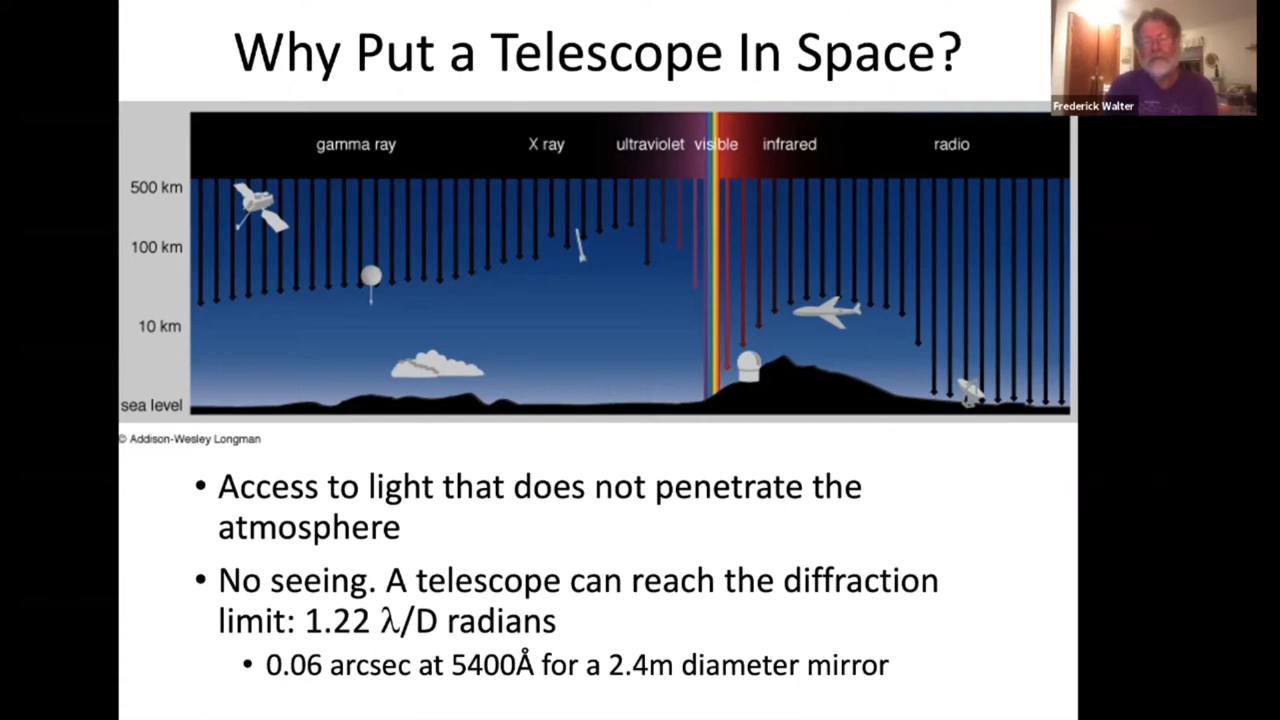 Why Put a Telescope In Space?
Frederick Walter
gamma ray X ray ultraviolet visible infrared radio
500 km
100 km
10 km
sea level
© Addison-Wesley Longman
• Access to light that does not penetrate the
atmosphere
• No seeing. A telescope can reach the diffraction
limit: 1.22 λ/D radians
• 0.06 arcsec at 5400Å for a 2.4m diameter mirror